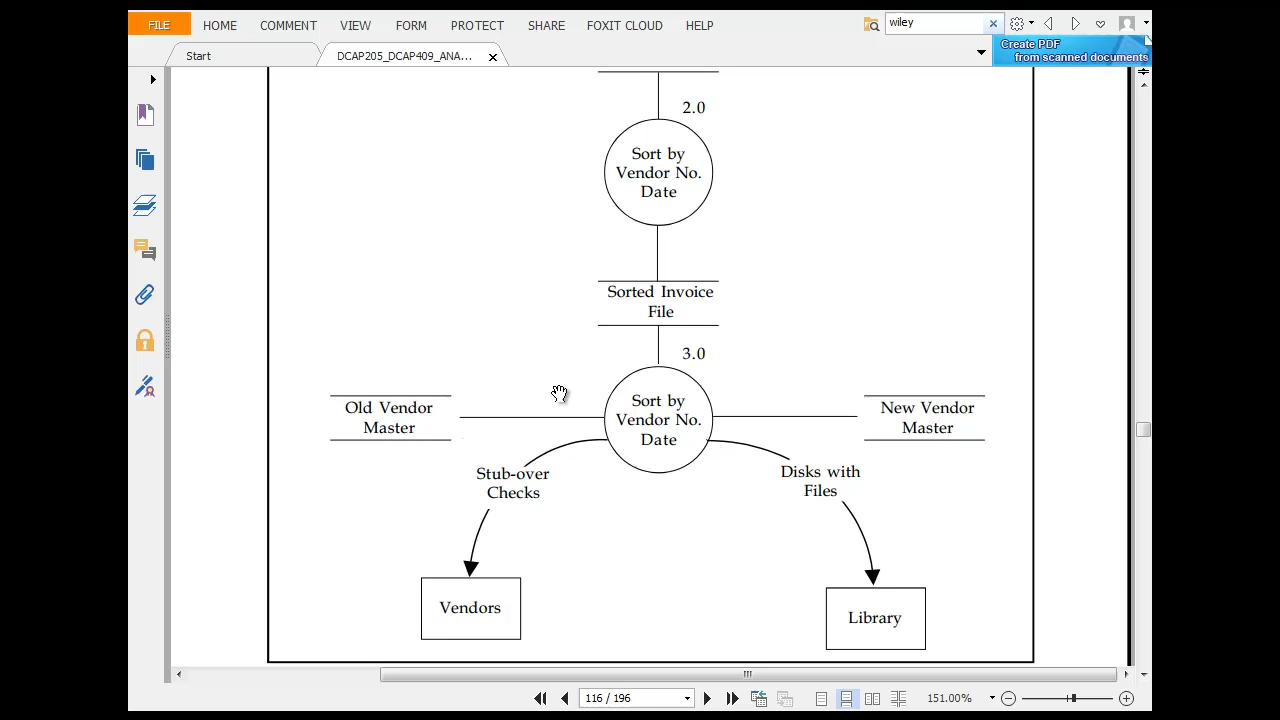 FILE HOME COMMENT VIEW FORM PROTECT SHARE FOXIT CLOUD HELP wiley
Start DCAP205_DCAP409_ANA... Create PDF
from scanned documents
2.0
Sort by
Vendor No.
Date
Sorted Invoice
File
3.0
Old Vendor
Master
Sort by
Vendor No.
Date
New Vendor
Master
Stub-over
Checks
Disks with
Files
Vendors
Library
116 / 196 151.00%